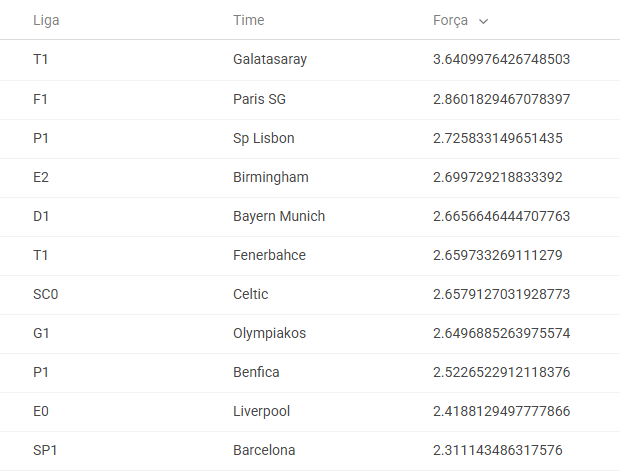 Liga Time Força
T1 Galatasaray 3.6409976426748503
F1 Paris SG 2.8601829467078397
P1 Sp Lisbon 2.725833149651435
E2 Birmingham 2.699729218833392
D1 Bayern Munich 2.6656646444707763
T1 Fenerbahce 2.659733269111279
SC0 Celtic 2.6579127031928773
G1 Olympiakos 2.6496885263975574
P1 Benfica 2.5226522912118376
E0 Liverpool 2.4188129497777866
SP1 Barcelona 2.311143486317576